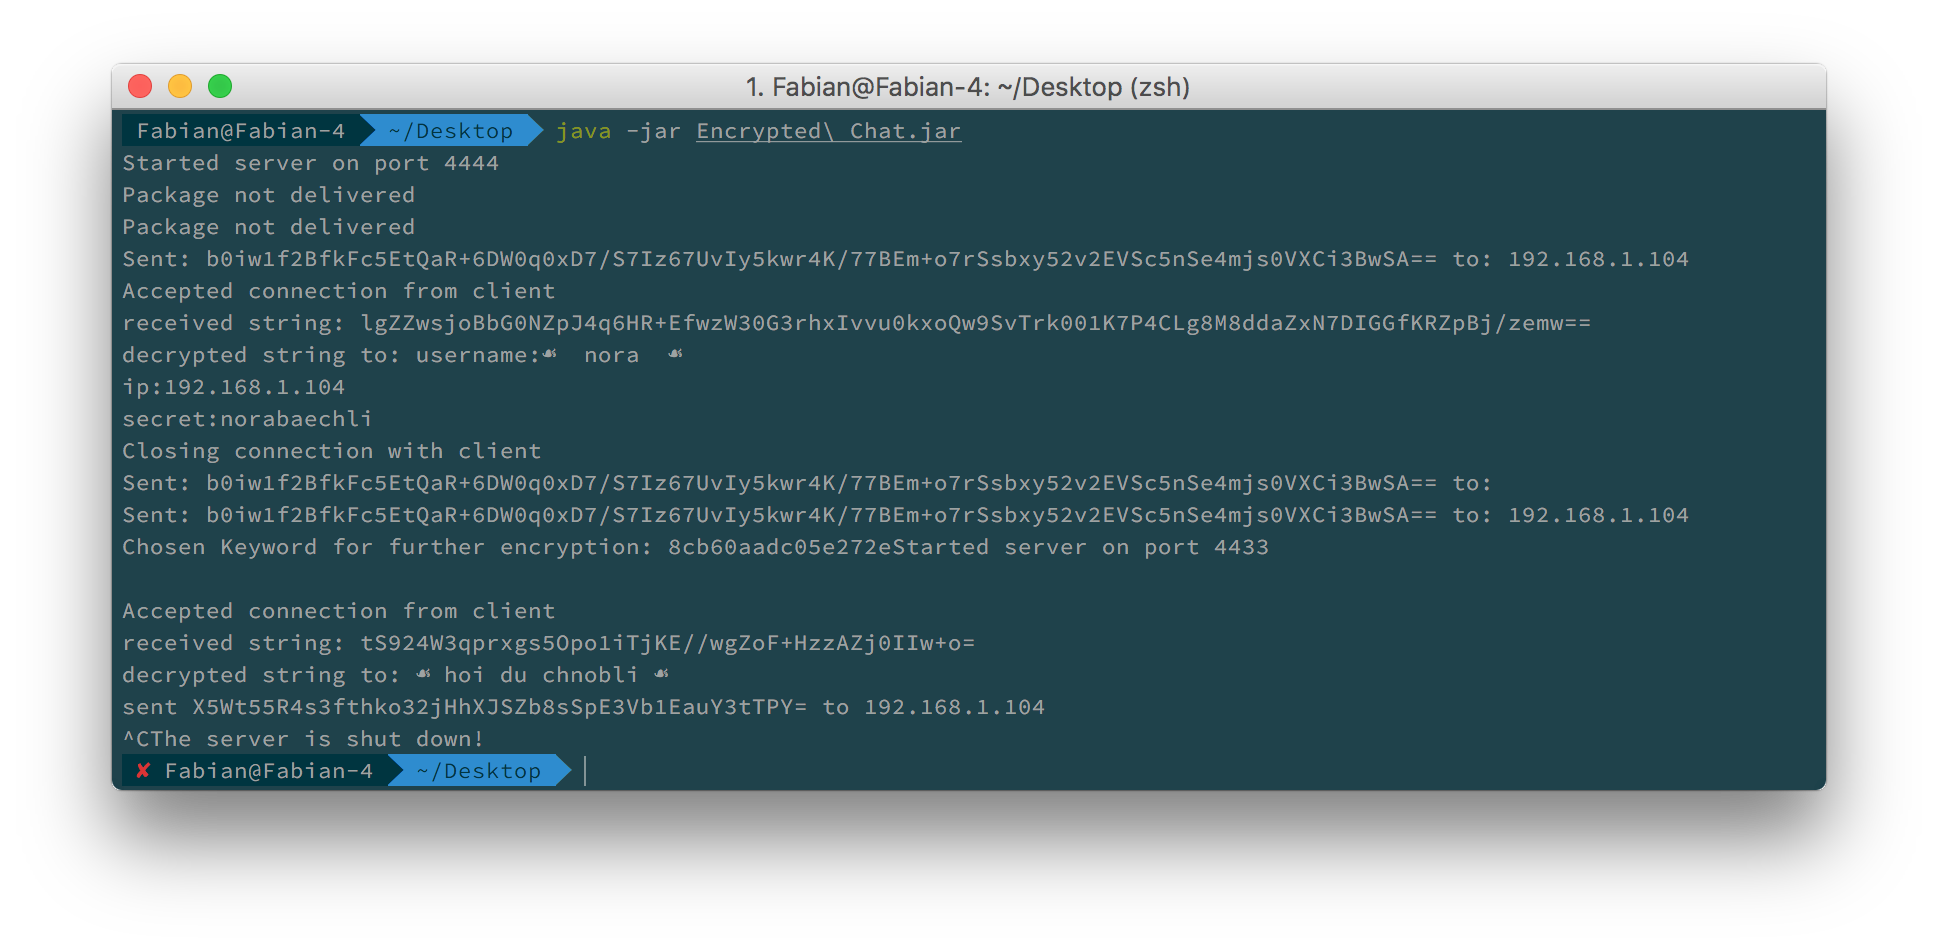 1. Fabian@Fabian-4: ~/Desktop (zsh)
Fabian@Fabian-4 ~/Desktop java -jar Encrypted\ Chat.jar
Started server on port 4444
Package not delivered
Package not delivered
Sent: b0iw1f2BfkFc5EtQaR+6DW0q0xD7/S7Iz67UvIy5kwr4K/77BEm+o7rSsbxy52v2EVSc5nSe4mjs0VXCi3BwSA== to: 192.168.1.104
Accepted connection from client
received string: lgZZwsjoBbG0NZpJ4q6HR+EfwzW30G3rhxIvvu0kxoQw9SvTrk001K7P4CLg8M8ddaZxN7DIGGfKRZpBj/zemw==
decrypted string to: username:☙  nora  ☙
ip:192.168.1.104
secret:norabaechli
Closing connection with client
Sent: b0iw1f2BfkFc5EtQaR+6DW0q0xD7/S7Iz67UvIy5kwr4K/77BEm+o7rSsbxy52v2EVSc5nSe4mjs0VXCi3BwSA== to:
Sent: b0iw1f2BfkFc5EtQaR+6DW0q0xD7/S7Iz67UvIy5kwr4K/77BEm+o7rSsbxy52v2EVSc5nSe4mjs0VXCi3BwSA== to: 192.168.1.104
Chosen Keyword for further encryption: 8cb60aadc05e272eStarted server on port 4433
Accepted connection from client
received string: tS924W3qprxgs5Opo1iTjKE//wgZoF+HzzAZj0IIw+o=
decrypted string to: ☙ hoi du chnobli ☙
sent X5Wt55R4s3fthko32jHhXJSZb8sSpE3Vb1EauY3tTPY= to 192.168.1.104
^CThe server is shut down!
✘ Fabian@Fabian-4 ~/Desktop